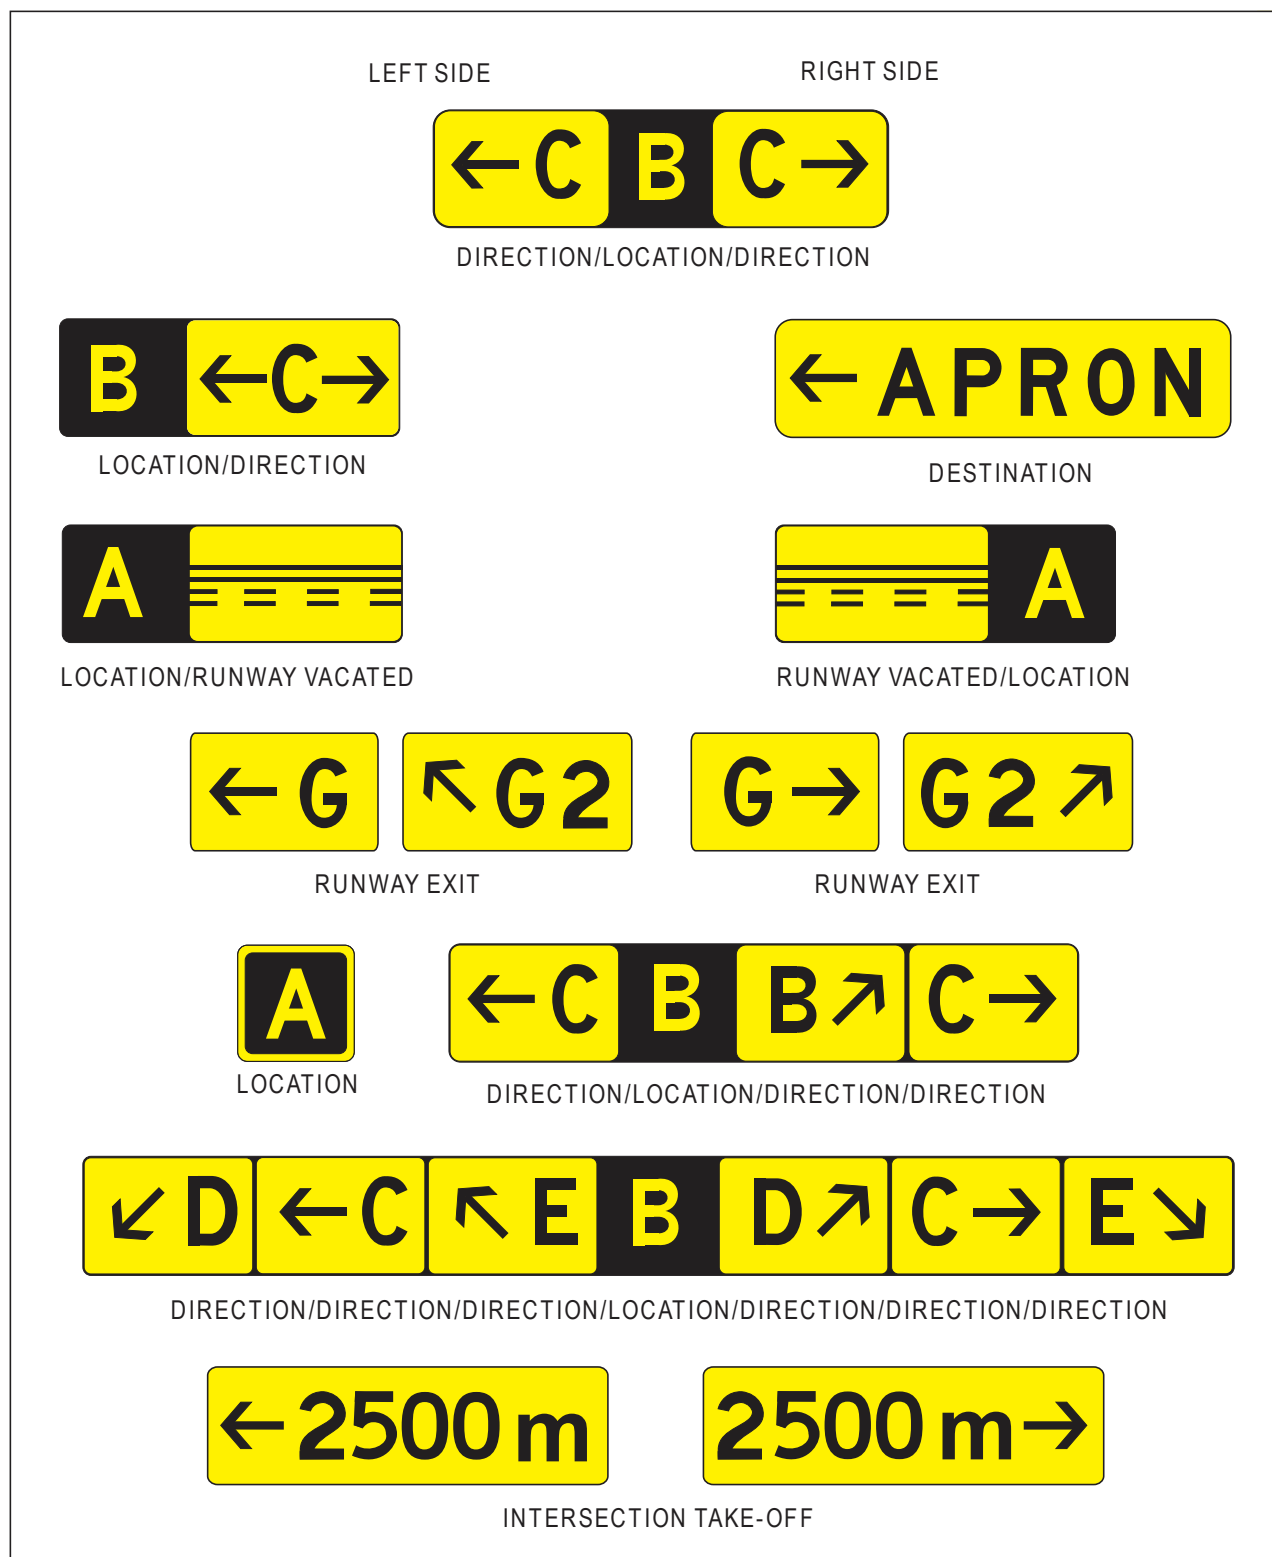 LEFT SIDE RIGHT SIDE
←C B C→
DIRECTION/LOCATION/DIRECTION
B ←C→ ←APRON
LOCATION/DIRECTION DESTINATION
A A
LOCATION/RUNWAY VACATED RUNWAY VACATED/LOCATION
←G ↖G2 G→ G2↗
RUNWAY EXIT RUNWAY EXIT
A ←C B B↗ C→
LOCATION DIRECTION/LOCATION/DIRECTION/DIRECTION
↙D ←C ↖E B D↗ C→ E↘
DIRECTION/DIRECTION/DIRECTION/LOCATION/DIRECTION/DIRECTION/DIRECTION
←2500 m 2500 m→
INTERSECTION TAKE-OFF